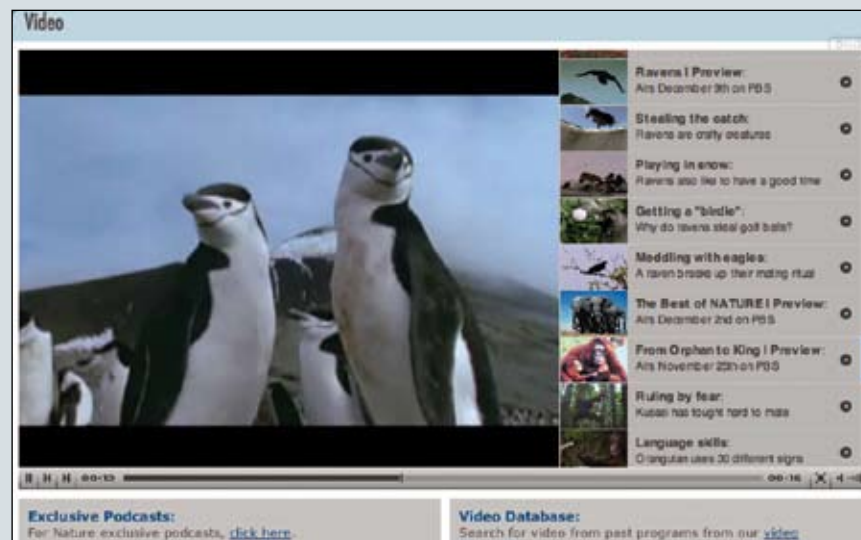 Video
Ravens | Preview:
Airs December 9th on PBS
Stealing the catch:
Ravens are crafty creatures
Playing in snow:
Ravens also like to have a good time
Getting a "birdie":
Why do ravens steal golf balls?
Meddling with eagles:
A raven breaks up their mating ritual
The Best of NATURE | Preview:
Airs December 2nd on PBS
From Orphan to King | Preview:
Airs November 25th on PBS
Ruling by fear:
Kusasi has fought hard to mate
Language skills:
Orangutan uses 30 different signs
00:10
00:16
Exclusive Podcasts:
For Nature exclusive podcasts, click here.
Video Database:
Search for video from past programs from our video